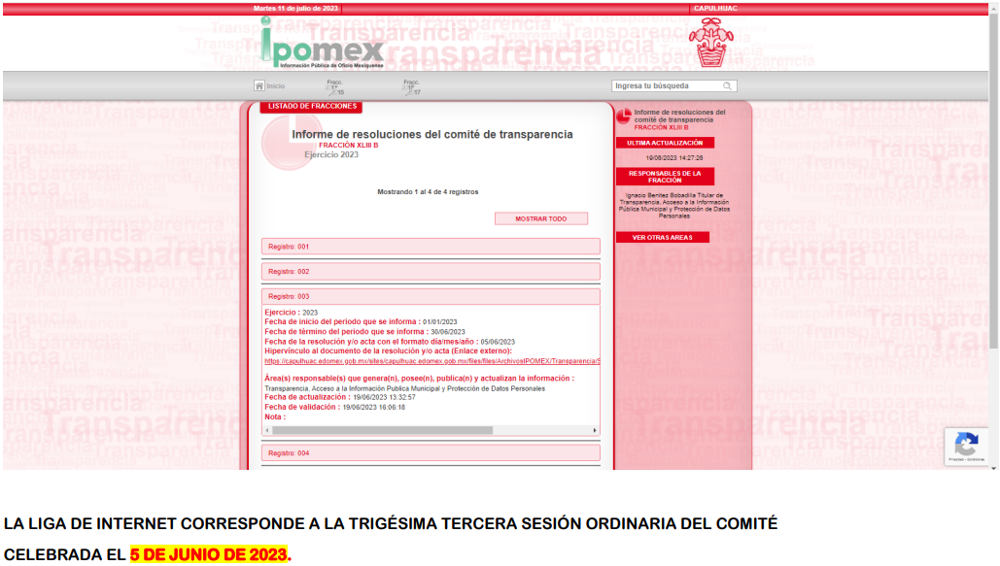 Martes 11 de julio de 2023
CAPULHUAC
ipomex
Información Pública de Oficio Mexiquense
Inicio
Fracc.
Fracc.
Ingresa tu búsqueda
LISTADO DE FRACCIONES
Informe de resoluciones del comité de transparencia
FRACCIÓN XLIII B
Ejercicio 2023
Mostrando 1 al 4 de 4 registros
MOSTRAR TODO
Registro: 001
Registro: 002
Registro: 003
Ejercicio : 2023
Fecha de inicio del periodo que se informa : 01/01/2023
Fecha de término del periodo que se informa : 30/06/2023
Fecha de la resolución y/o acta con el formato día/mes/año : 05/06/2023
Hipervínculo al documento de la resolución y/o acta (Enlace externo):
https://capulhuac.edomex.gob.mx/sites/capulhuac.edomex.gob.mx/files/files/ArchivosIPOMEX/Transparencia/S
Área(s) responsable(s) que genera(n), posee(n), publica(n) y actualizan la información :
Transparencia, Acceso a la Información Publica Municipal y Protección de Datos Personales
Fecha de actualización : 19/06/2023 13:32:57
Fecha de validación : 19/06/2023 16:06:18
Nota :
Registro: 004
Informe de resoluciones del
comité de transparencia
FRACCIÓN XLIII B
ULTIMA ACTUALIZACIÓN
19/06/2023 14:27:26
RESPONSABLES DE LA
FRACCIÓN
Ignacio Benitez Bobadilla Titular de
Transparencia, Acceso a la Información
Pública Municipal y Protección de Datos
Personales
VER OTRAS AREAS
Privacidad - Condiciones
LA LIGA DE INTERNET CORRESPONDE A LA TRIGÉSIMA TERCERA SESIÓN ORDINARIA DEL COMITÉ
CELEBRADA EL 5 DE JUNIO DE 2023.